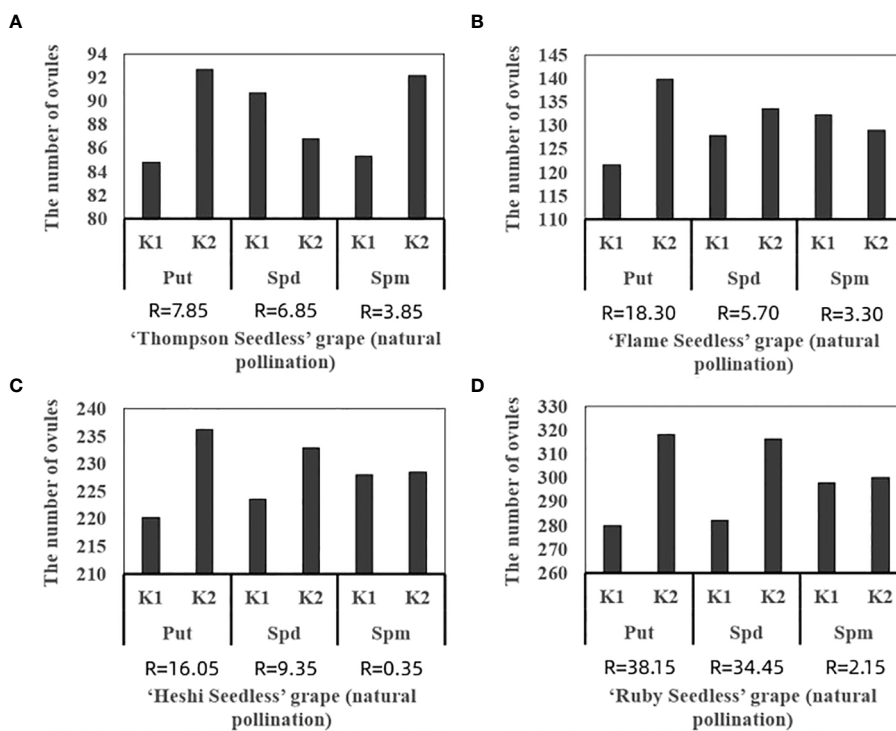 A
The number of ovules
94
92
90
88
86
84
82
80
K1 K2 K1 K2 K1 K2
Put Spd Spm
R=7.85 R=6.85 R=3.85
‘Thompson Seedless’ grape (natural
pollination)
B
The number of ovules
145
140
135
130
125
120
115
110
K1 K2 K1 K2 K1 K2
Put Spd Spm
R=18.30 R=5.70 R=3.30
‘Flame Seedless’ grape (natural
pollination)
C
The number of ovules
240
235
230
225
220
215
210
K1 K2 K1 K2 K1 K2
Put Spd Spm
R=16.05 R=9.35 R=0.35
‘Heshi Seedless’ grape (natural
pollination)
D
The number of ovules
330
320
310
300
290
280
270
260
K1 K2 K1 K2 K1 K2
Put Spd Spm
R=38.15 R=34.45 R=2.15
‘Ruby Seedless’ grape (natural
pollination)